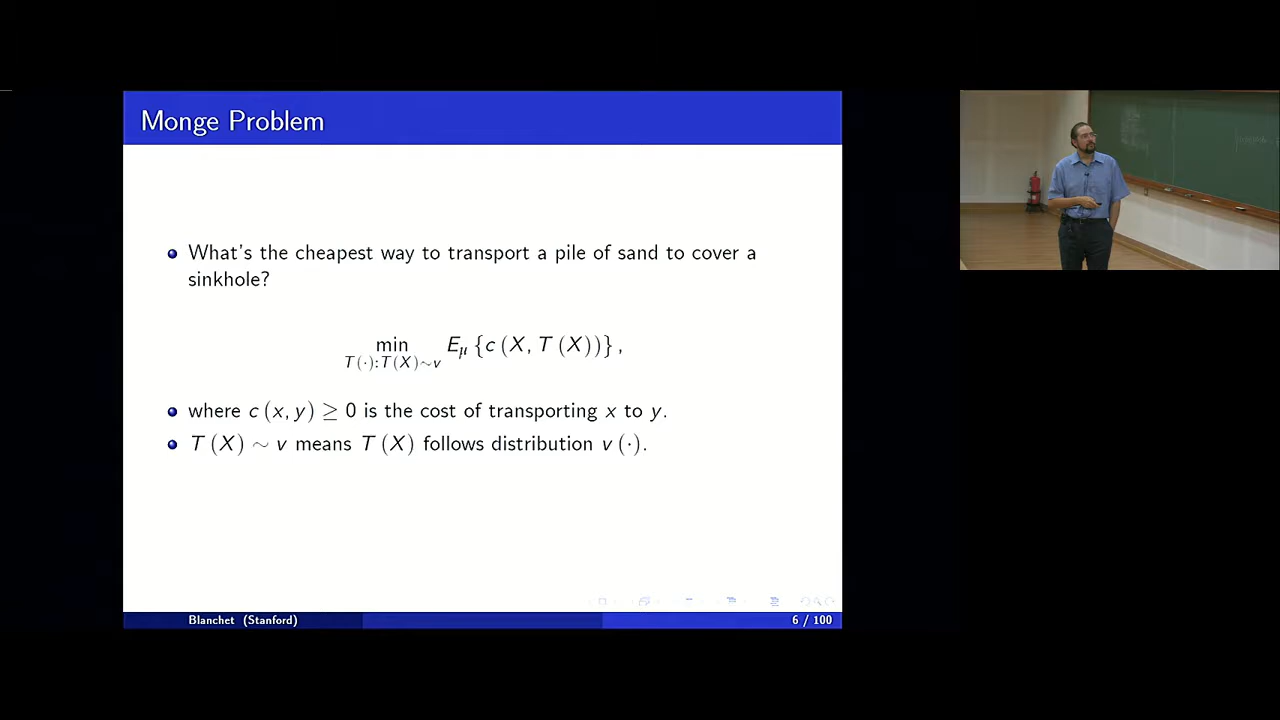 Monge Problem
What's the cheapest way to transport a pile of sand to cover a
sinkhole?
min E_μ {c (X, T (X))} ,
T(·):T(X)∼v
where c (x, y) ≥ 0 is the cost of transporting x to y.
T (X) ∼ v means T (X) follows distribution v (·).
Blanchet (Stanford)
6 / 100